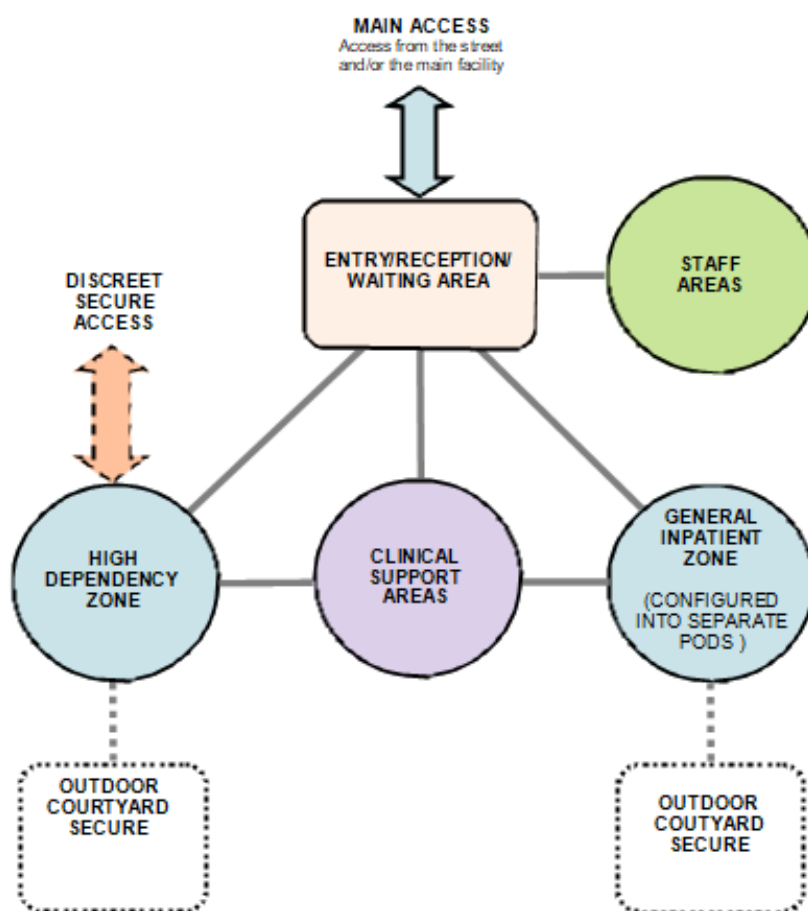 MAIN ACCESS
Access from the street
and/or the main facility
ENTRY/RECEPTION/
WAITING AREA
STAFF
AREAS
DISCREET
SECURE
ACCESS
HIGH
DEPENDENCY
ZONE
CLINICAL
SUPPORT
AREAS
GENERAL
INPATIENT
ZONE
(CONFIGURED
INTO SEPARATE
PODS )
OUTDOOR
COURTYARD
SECURE
OUTDOOR
COUTYARD
SECURE